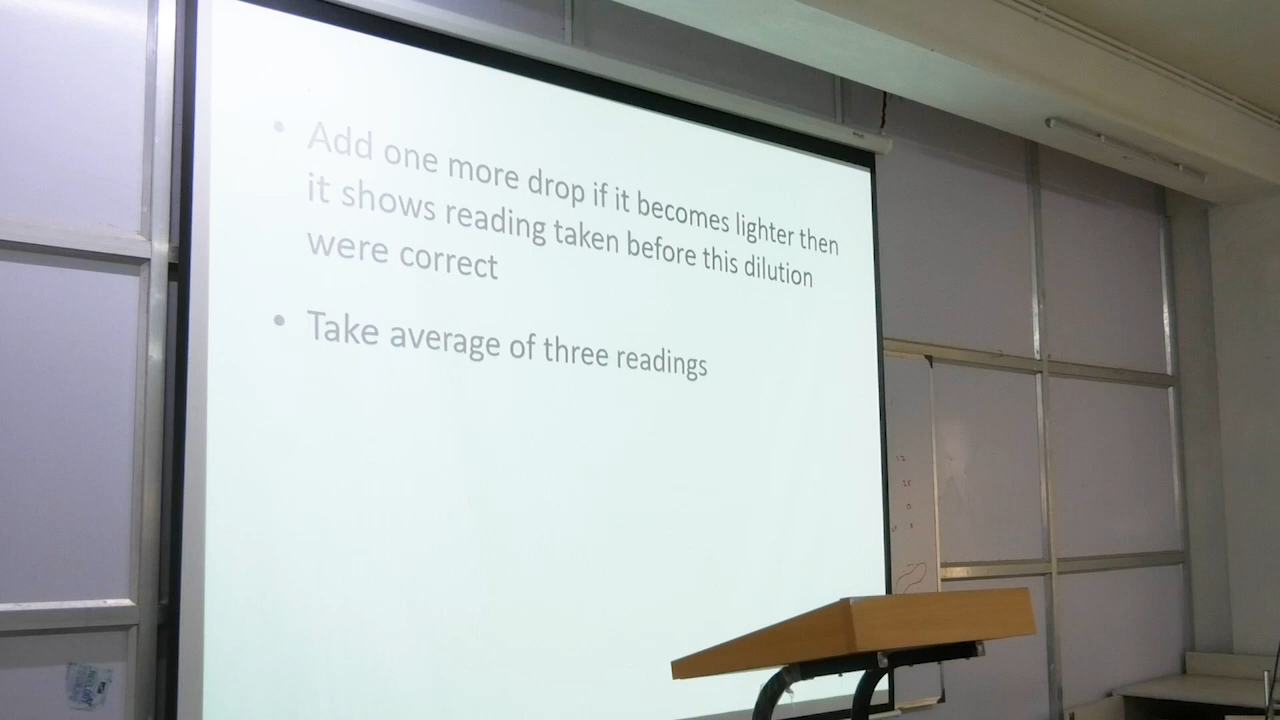 • Add one more drop if it becomes lighter then
it shows reading taken before this dilution
were correct
• Take average of three readings